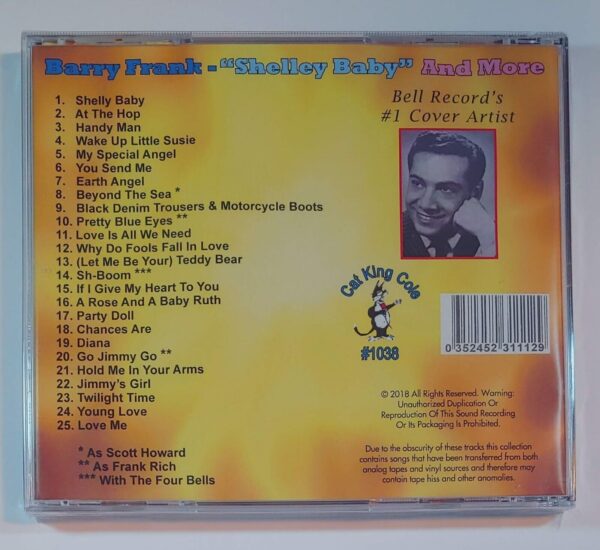 Barry Frank - "Shelley Baby" And More
Bell Record's
#1 Cover Artist
1. Shelly Baby
2. At The Hop
3. Handy Man
4. Wake Up Little Susie
5. My Special Angel
6. You Send Me
7. Earth Angel
8. Beyond The Sea *
9. Black Denim Trousers & Motorcycle Boots
10. Pretty Blue Eyes **
11. Love Is All We Need
12. Why Do Fools Fall In Love
13. (Let Me Be Your) Teddy Bear
14. Sh-Boom ***
15. If I Give My Heart To You
16. A Rose And A Baby Ruth
17. Party Doll
18. Chances Are
19. Diana
20. Go Jimmy Go **
21. Hold Me In Your Arms
22. Jimmy's Girl
23. Twilight Time
24. Young Love
25. Love Me
* As Scott Howard
** As Frank Rich
*** With The Four Bells
Cat King Cole
#1038
0 352452 311129
© 2018 All Rights Reserved. Warning:
Unauthorized Duplication Or
Reproduction Of This Sound Recording
Or Its Packaging Is Prohibited.
Due to the obscurity of these tracks this collection
contains songs that have been transferred from both
analog tapes and vinyl sources and therefore may
contain tape hiss and other anomalies.